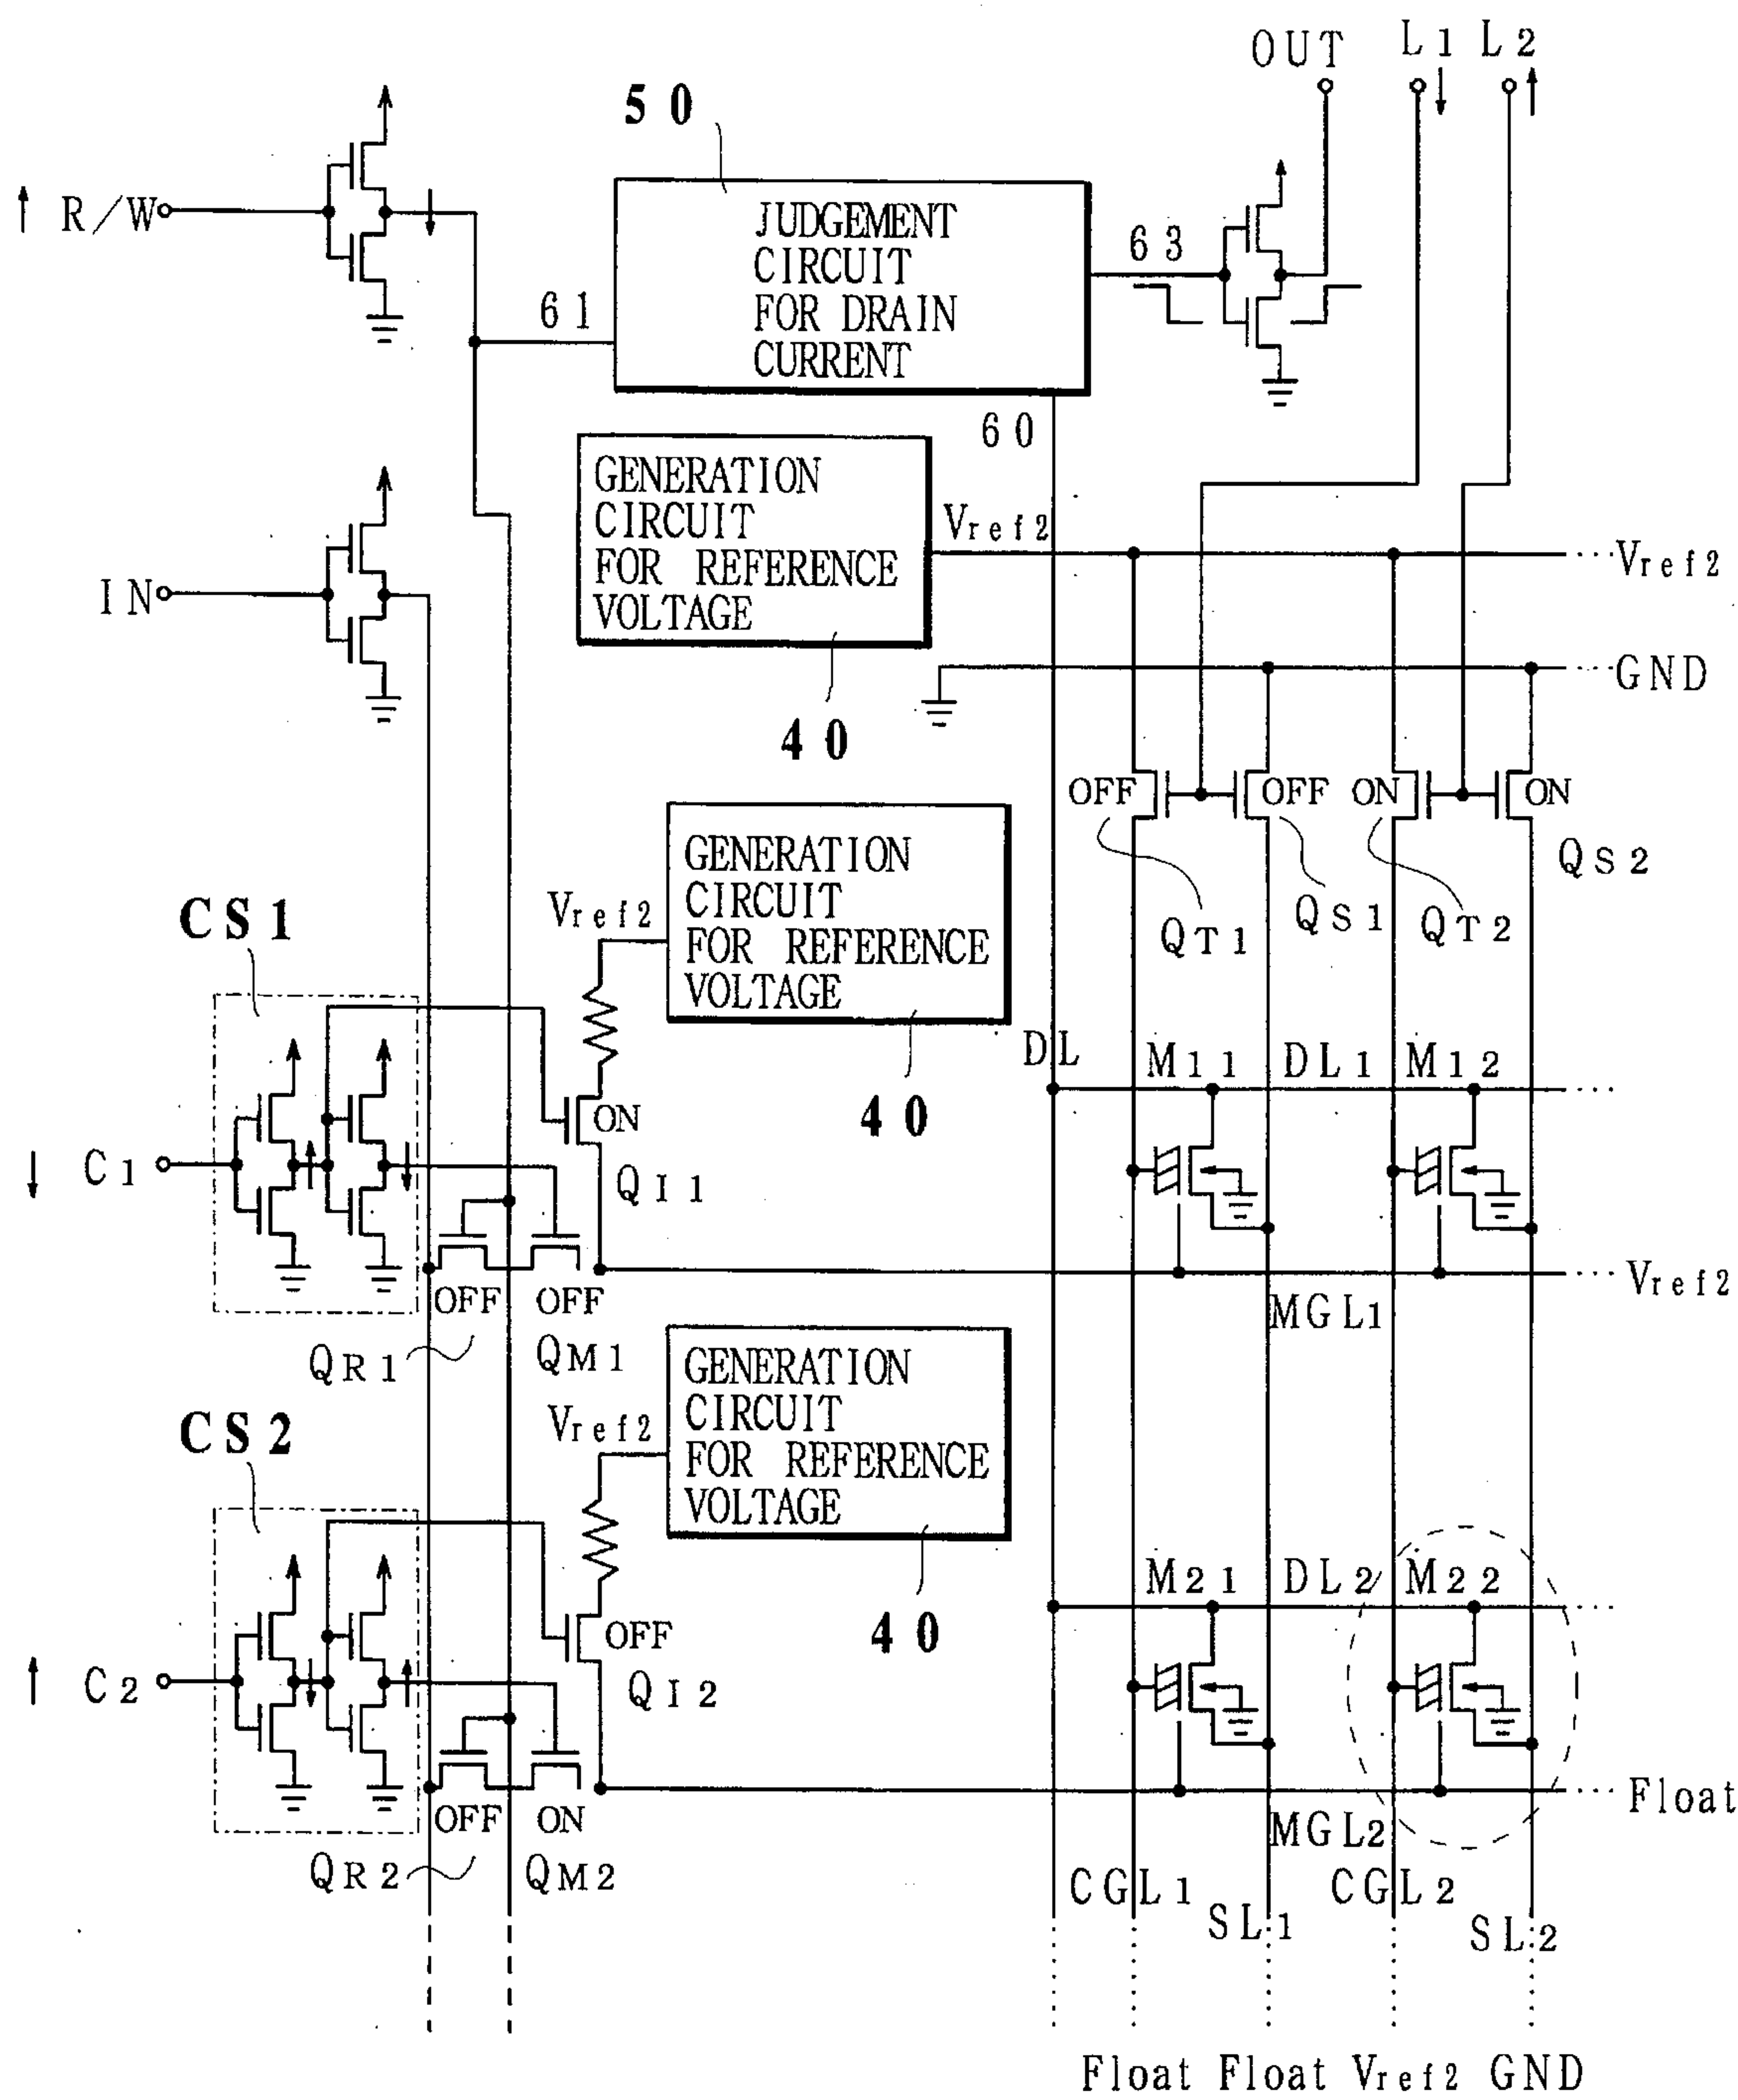 OUT L1 L2
50
R/W
JUDGEMENT
CIRCUIT
FOR DRAIN
CURRENT
63
61
60
GENERATION
CIRCUIT
FOR REFERENCE
VOLTAGE
Vref2
Vref2
IN
GND
40
OFF OFF ON ON
QS2
QT1 QS1 QT2
GENERATION
CIRCUIT
FOR REFERENCE
VOLTAGE
Vref2
CS1
40
DL M11 DL1 M12
ON
C1
QI1
Vref2
OFF OFF
MGL1
QR1 QM1
GENERATION
CIRCUIT
FOR REFERENCE
VOLTAGE
Vref2
CS2
40
M21 DL2 M22
OFF
C2
QI2
Float
OFF ON
MGL2
QR2 QM2
CGL1 SL1 CGL2 SL2
Float Float Vref2 GND